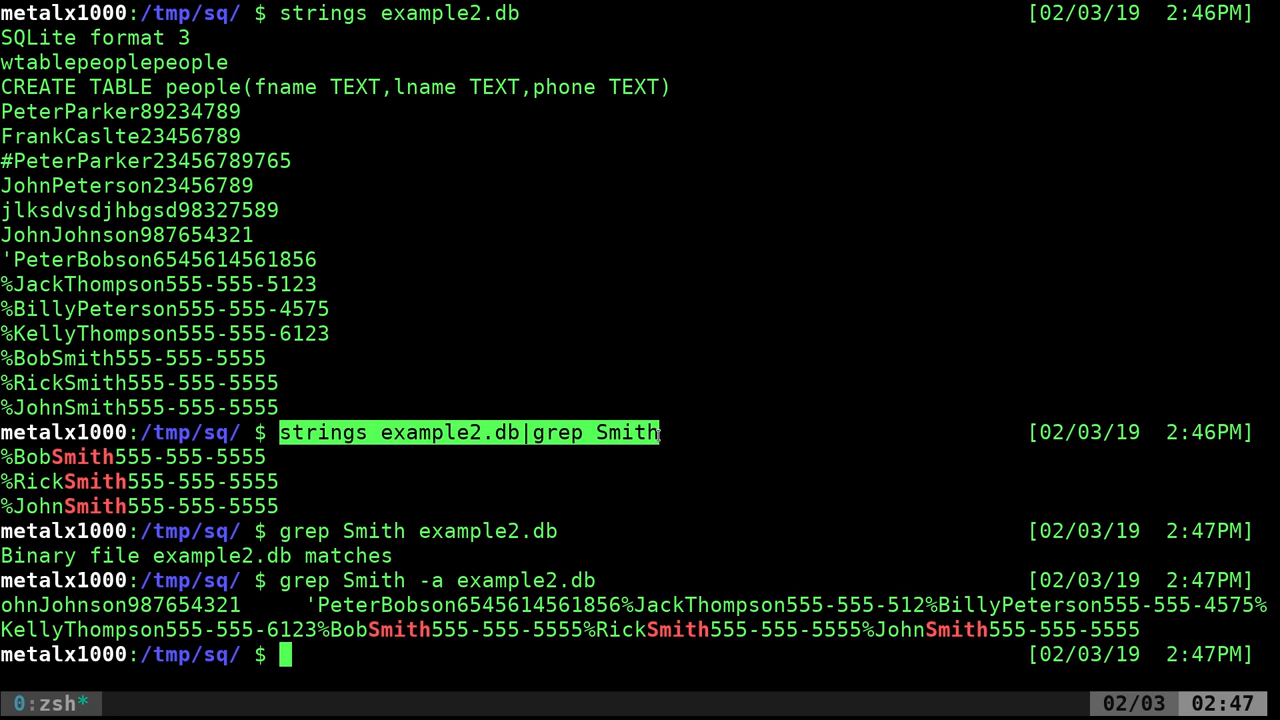 metalx1000:/tmp/sq/ $ strings example2.db [02/03/19 2:46PM]
SQLite format 3
wtablepeoplepeople
CREATE TABLE people(fname TEXT,lname TEXT,phone TEXT)
PeterParker89234789
FrankCaslte23456789
#PeterParker23456789765
JohnPeterson23456789
jlksdvsdjhbgsd98327589
JohnJohnson987654321
'PeterBobson6545614561856
%JackThompson555-555-5123
%BillyPeterson555-555-4575
%KellyThompson555-555-6123
%BobSmith555-555-5555
%RickSmith555-555-5555
%JohnSmith555-555-5555
metalx1000:/tmp/sq/ $ strings example2.db|grep Smith [02/03/19 2:46PM]
%BobSmith555-555-5555
%RickSmith555-555-5555
%JohnSmith555-555-5555
metalx1000:/tmp/sq/ $ grep Smith example2.db [02/03/19 2:47PM]
Binary file example2.db matches
metalx1000:/tmp/sq/ $ grep Smith -a example2.db [02/03/19 2:47PM]
ohnJohnson987654321 'PeterBobson6545614561856%JackThompson555-555-512%BillyPeterson555-555-4575%
KellyThompson555-555-6123%BobSmith555-555-5555%RickSmith555-555-5555%JohnSmith555-555-5555
metalx1000:/tmp/sq/ $ [02/03/19 2:47PM]
0:zsh* 02/03 02:47